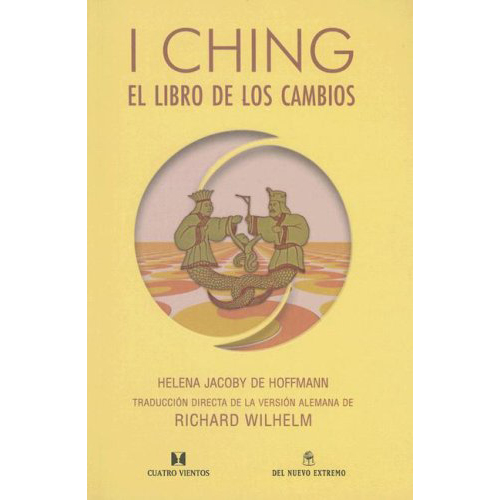 I CHING
EL LIBRO DE LOS CAMBIOS
HELENA JACOBY DE HOFFMANN
TRADUCCIÓN DIRECTA DE LA VERSIÓN ALEMANA DE
RICHARD WILHELM
CUATRO VIENTOS
DEL NUEVO EXTREMO